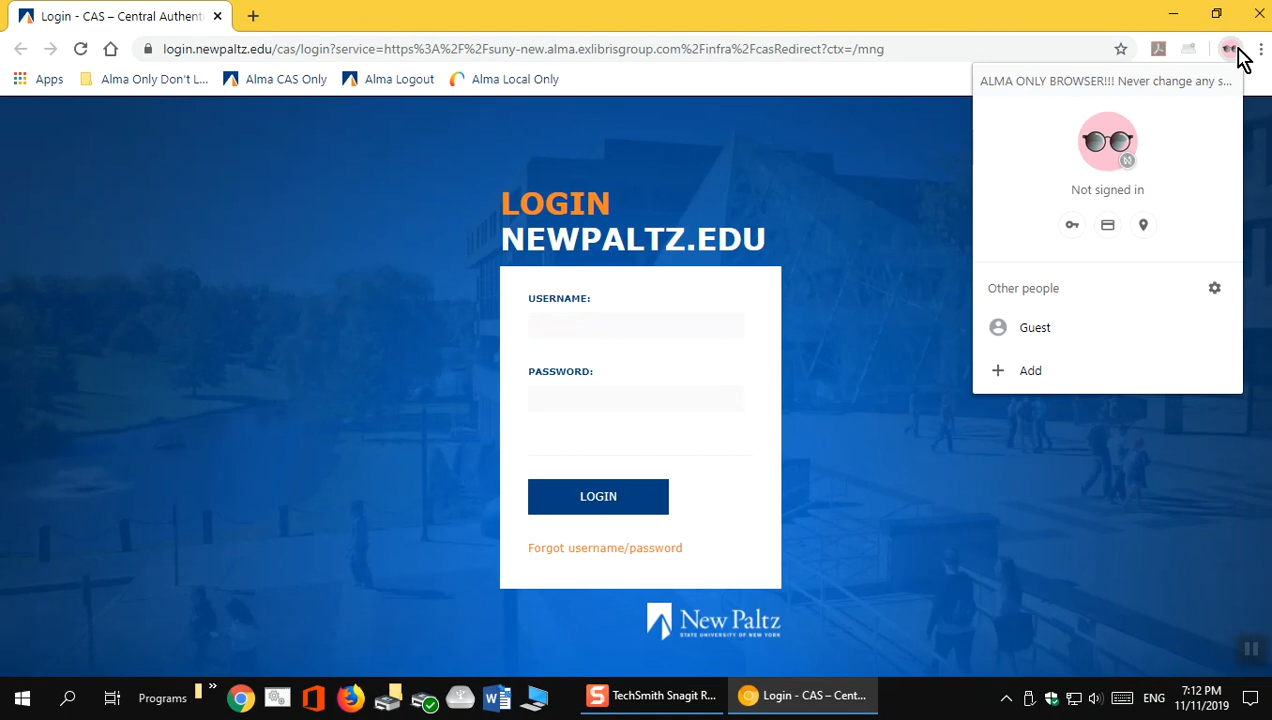 Login - CAS – Central Authenti
login.newpaltz.edu/cas/login?service=https%3A%2F%2Fsuny-new.alma.exlibrisgroup.com%2Finfra%2FcasRedirect?ctx=/mng
Apps
Alma Only Don't L...
Alma CAS Only
Alma Logout
Alma Local Only
ALMA ONLY BROWSER!!! Never change any s...
Not signed in
Other people
Guest
Add
LOGIN
NEWPALTZ.EDU
USERNAME:
PASSWORD:
LOGIN
Forgot username/password
New Paltz
STATE UNIVERSITY OF NEW YORK
Programs
»
TechSmith Snagit R...
Login - CAS – Cent...
ENG
7:12 PM
11/11/2019